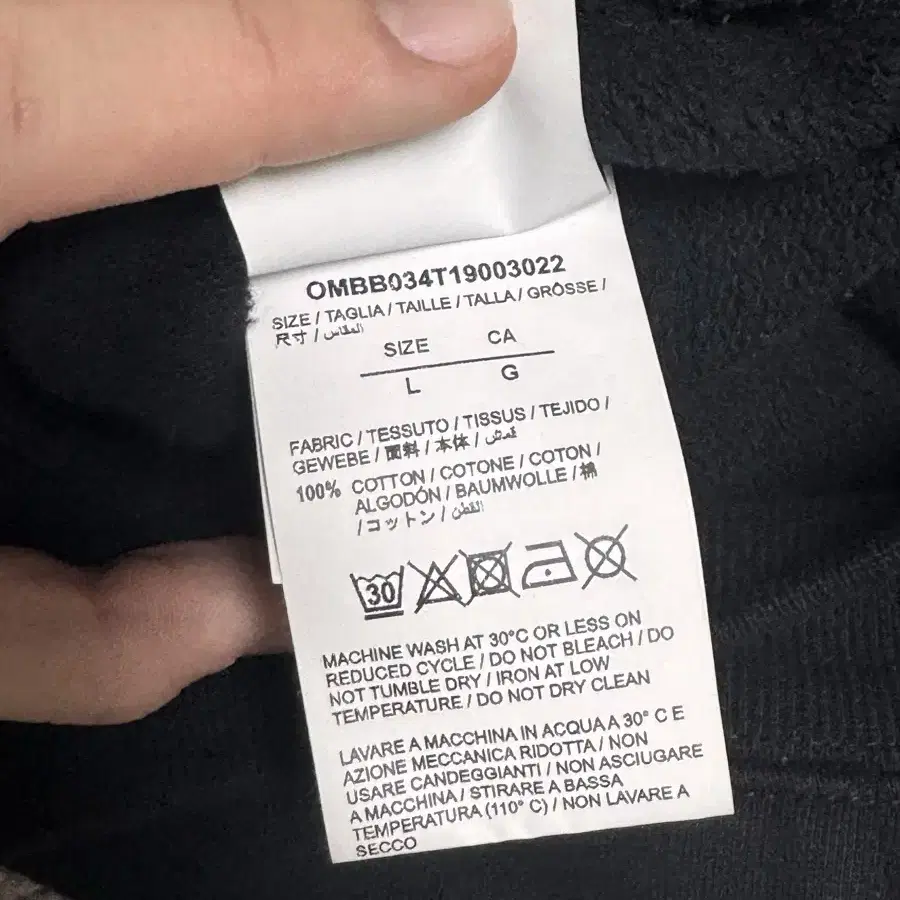 OMBB034T19003022
SIZE / TAGLIA / TAILLE / TALLA / GRÖSSE /
尺寸 / المقاس
SIZE CA
L G
FABRIC / TESSUTO / TISSUS / TEJIDO /
GEWEBE / 面料 / 本体 / قمىض
100% COTTON / COTONE / COTON /
ALGODÓN / BAUMWOLLE / 棉
/ コットン / القطن
30
MACHINE WASH AT 30°C OR LESS ON
REDUCED CYCLE / DO NOT BLEACH / DO
NOT TUMBLE DRY / IRON AT LOW
TEMPERATURE / DO NOT DRY CLEAN
LAVARE A MACCHINA IN ACQUA A 30° C E
AZIONE MECCANICA RIDOTTA / NON
USARE CANDEGGIANTI / NON ASCIUGARE
A MACCHINA / STIRARE A BASSA
TEMPERATURA (110° C) / NON LAVARE A
SECCO